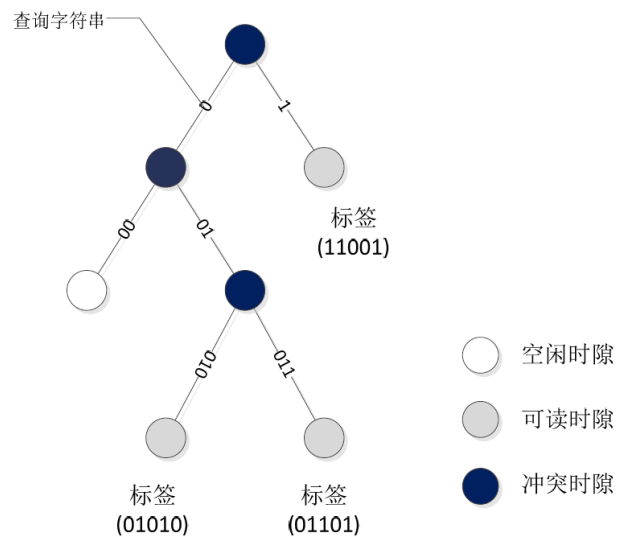 查询字符串
0
1
标签
(11001)
00
01
010
011
空闲时隙
可读时隙
冲突时隙
标签
(01010)
标签
(01101)